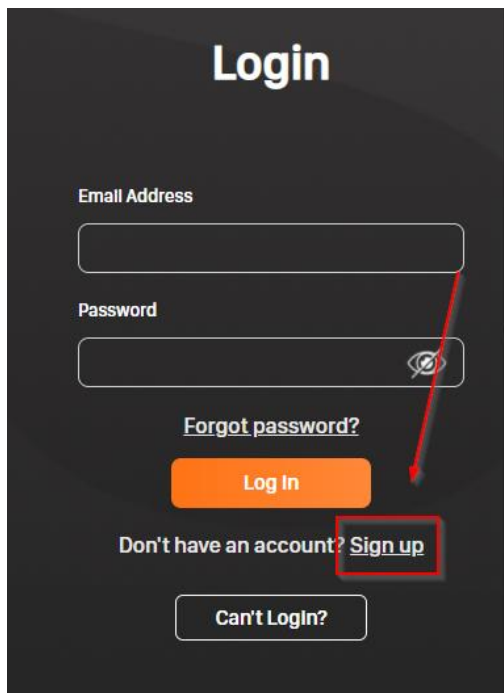 Login
Email Address
Password
Forgot password?
Log In
Don't have an account? Sign up
Can't Login?